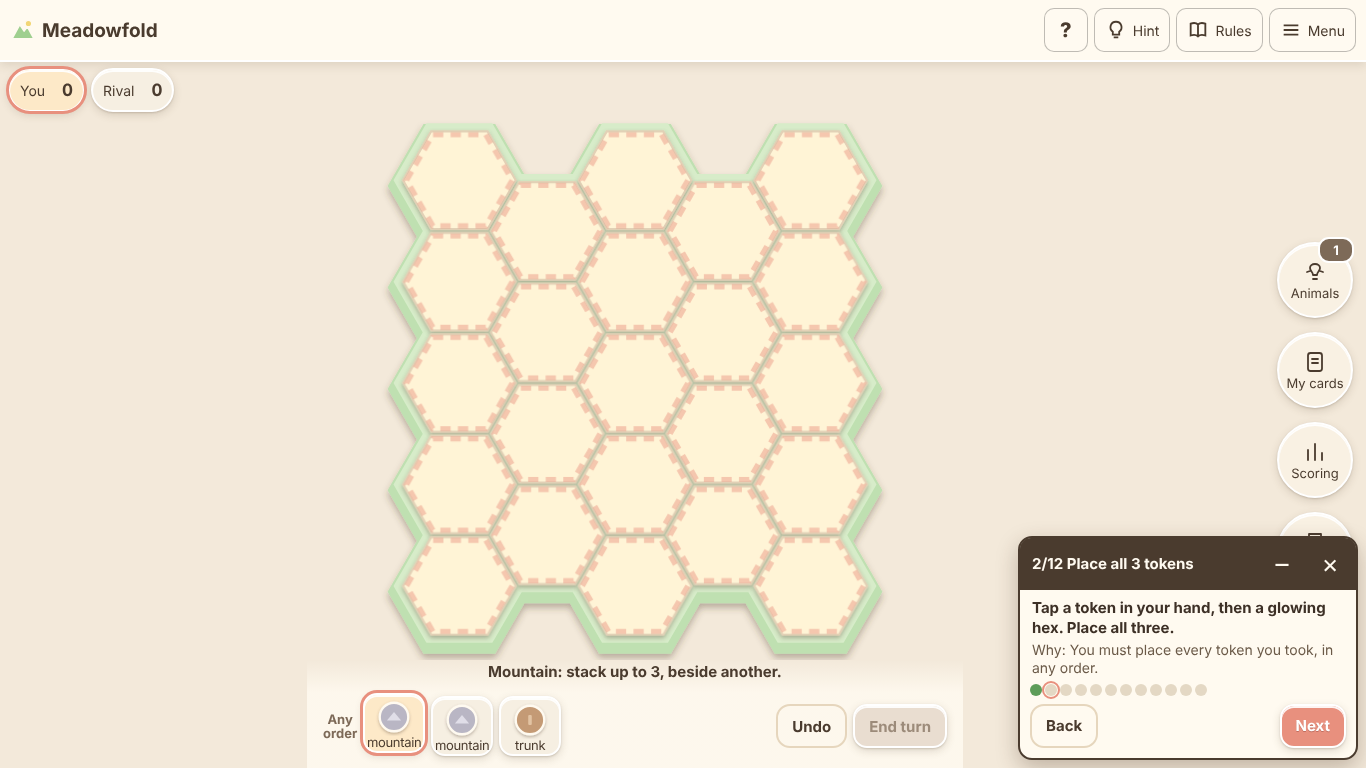 Meadowfold
?
Hint
Rules
Menu
You 0
Rival 0
1
Animals
My cards
Scoring
2/12 Place all 3 tokens
Tap a token in your hand, then a glowing
hex. Place all three.
Why: You must place every token you took, in
any order.
Back
Next
Mountain: stack up to 3, beside another.
Any
order
mountain
mountain
trunk
Undo
End turn